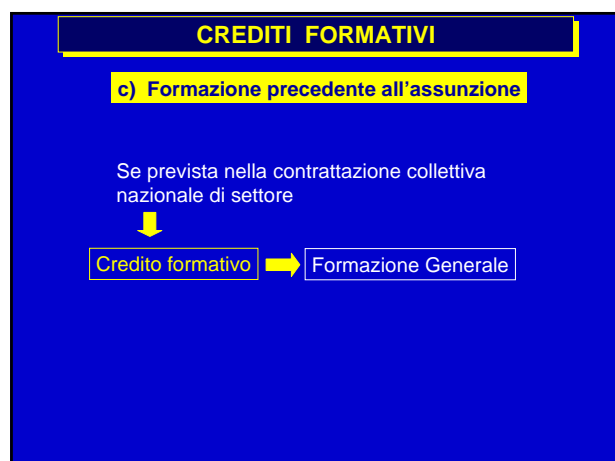 CREDITI FORMATIVI
c) Formazione precedente all'assunzione
Se prevista nella contrattazione collettiva
nazionale di settore
Credito formativo
Formazione Generale